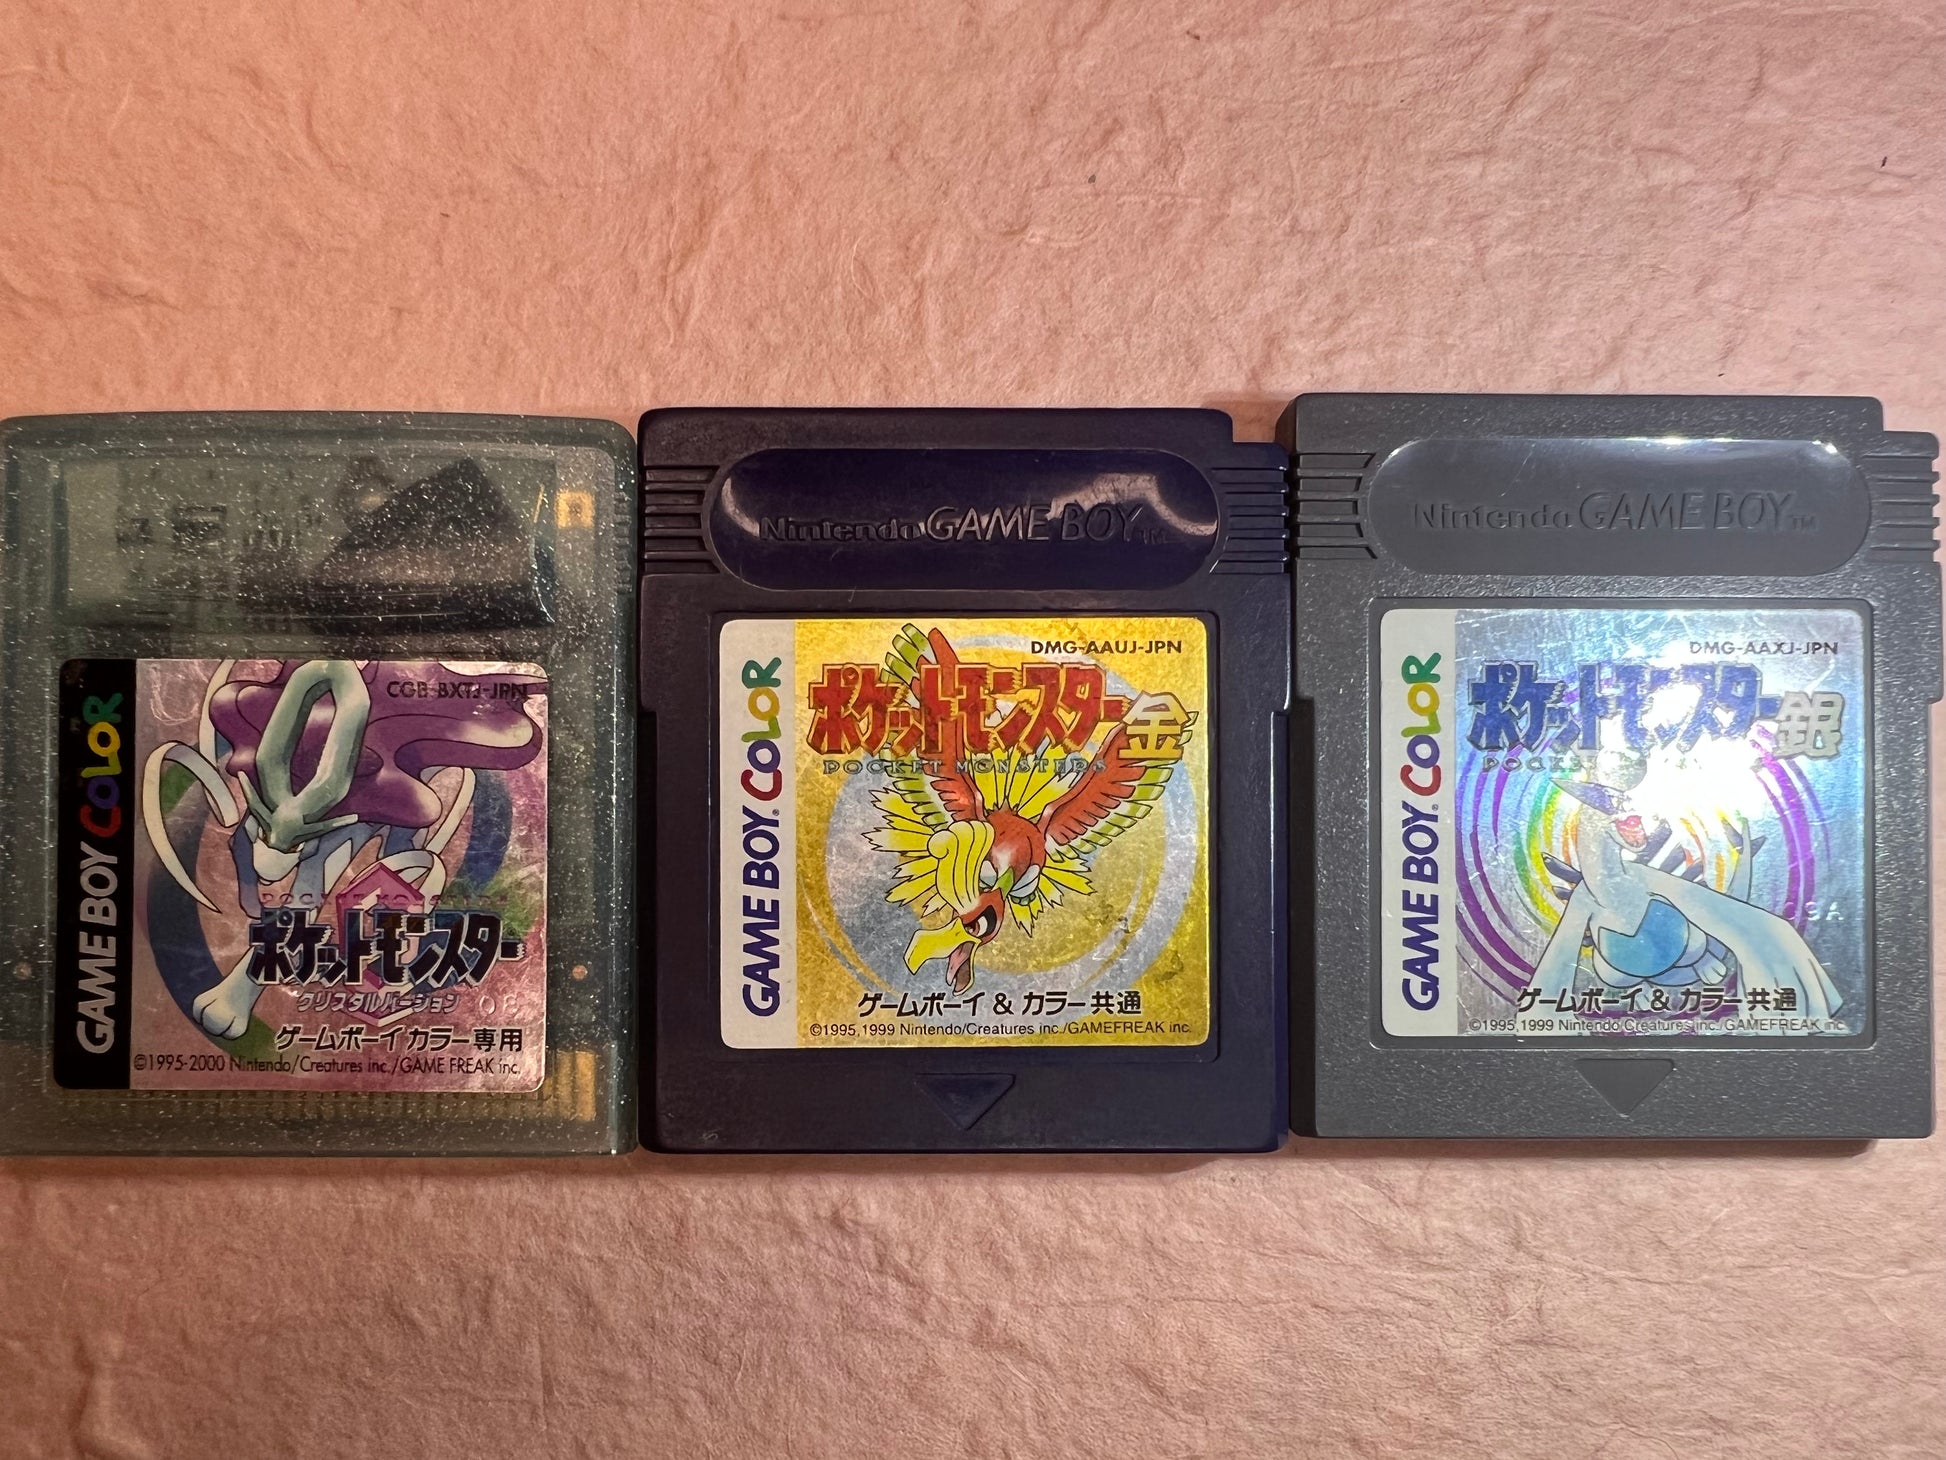 CGB-BXTJ-JPN
GAME BOY COLOR
POCKET MONSTERS
ポケットモンスター
クリスタルバージョン
ゲームボーイ カラー専用
©1995-2000 Nintendo/Creatures inc./GAME FREAK inc.
Nintendo GAME BOY™
DMG-AAUJ-JPN
GAME BOY COLOR
ポケットモンスター金
POCKET MONSTERS
ゲームボーイ & カラー共通
©1995,1999 Nintendo/Creatures inc./GAMEFREAK inc.
Nintendo GAME BOY™
DMG-AAXJ-JPN
GAME BOY® COLOR
ポケットモンスター銀
ゲームボーイ & カラー共通
©1995,1999 Nintendo/Creatures inc./GAMEFREAK inc.